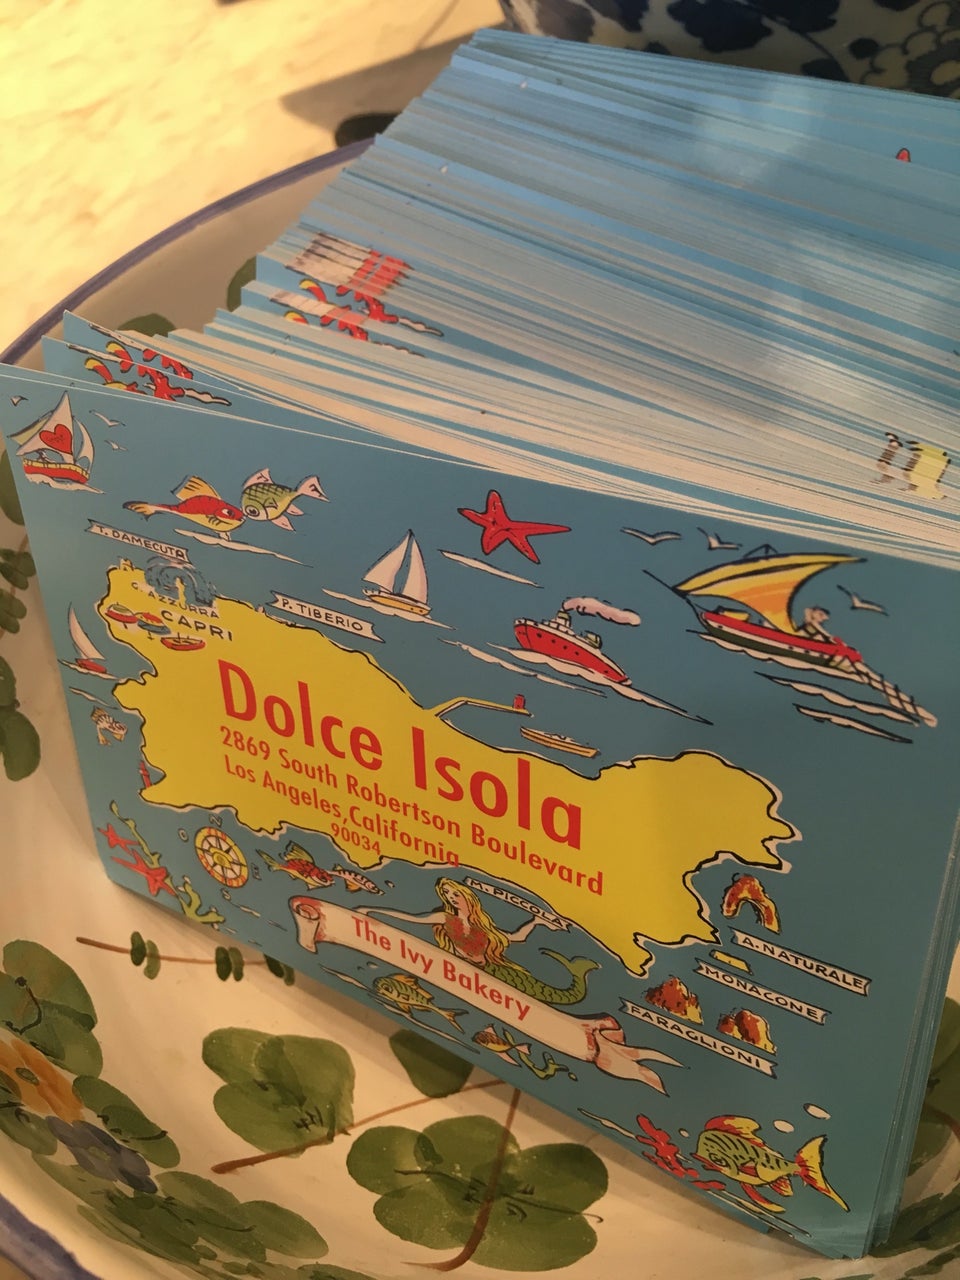 T. DAMECUTA
G. AZZURRA
CAPRI
P. TIBERIO
Dolce Isola
2869 South Robertson Boulevard
Los Angeles, California
90034
N
M. PICCOLA
The Ivy Bakery
A. NATURALE
MONACONE
FARAGLIONI